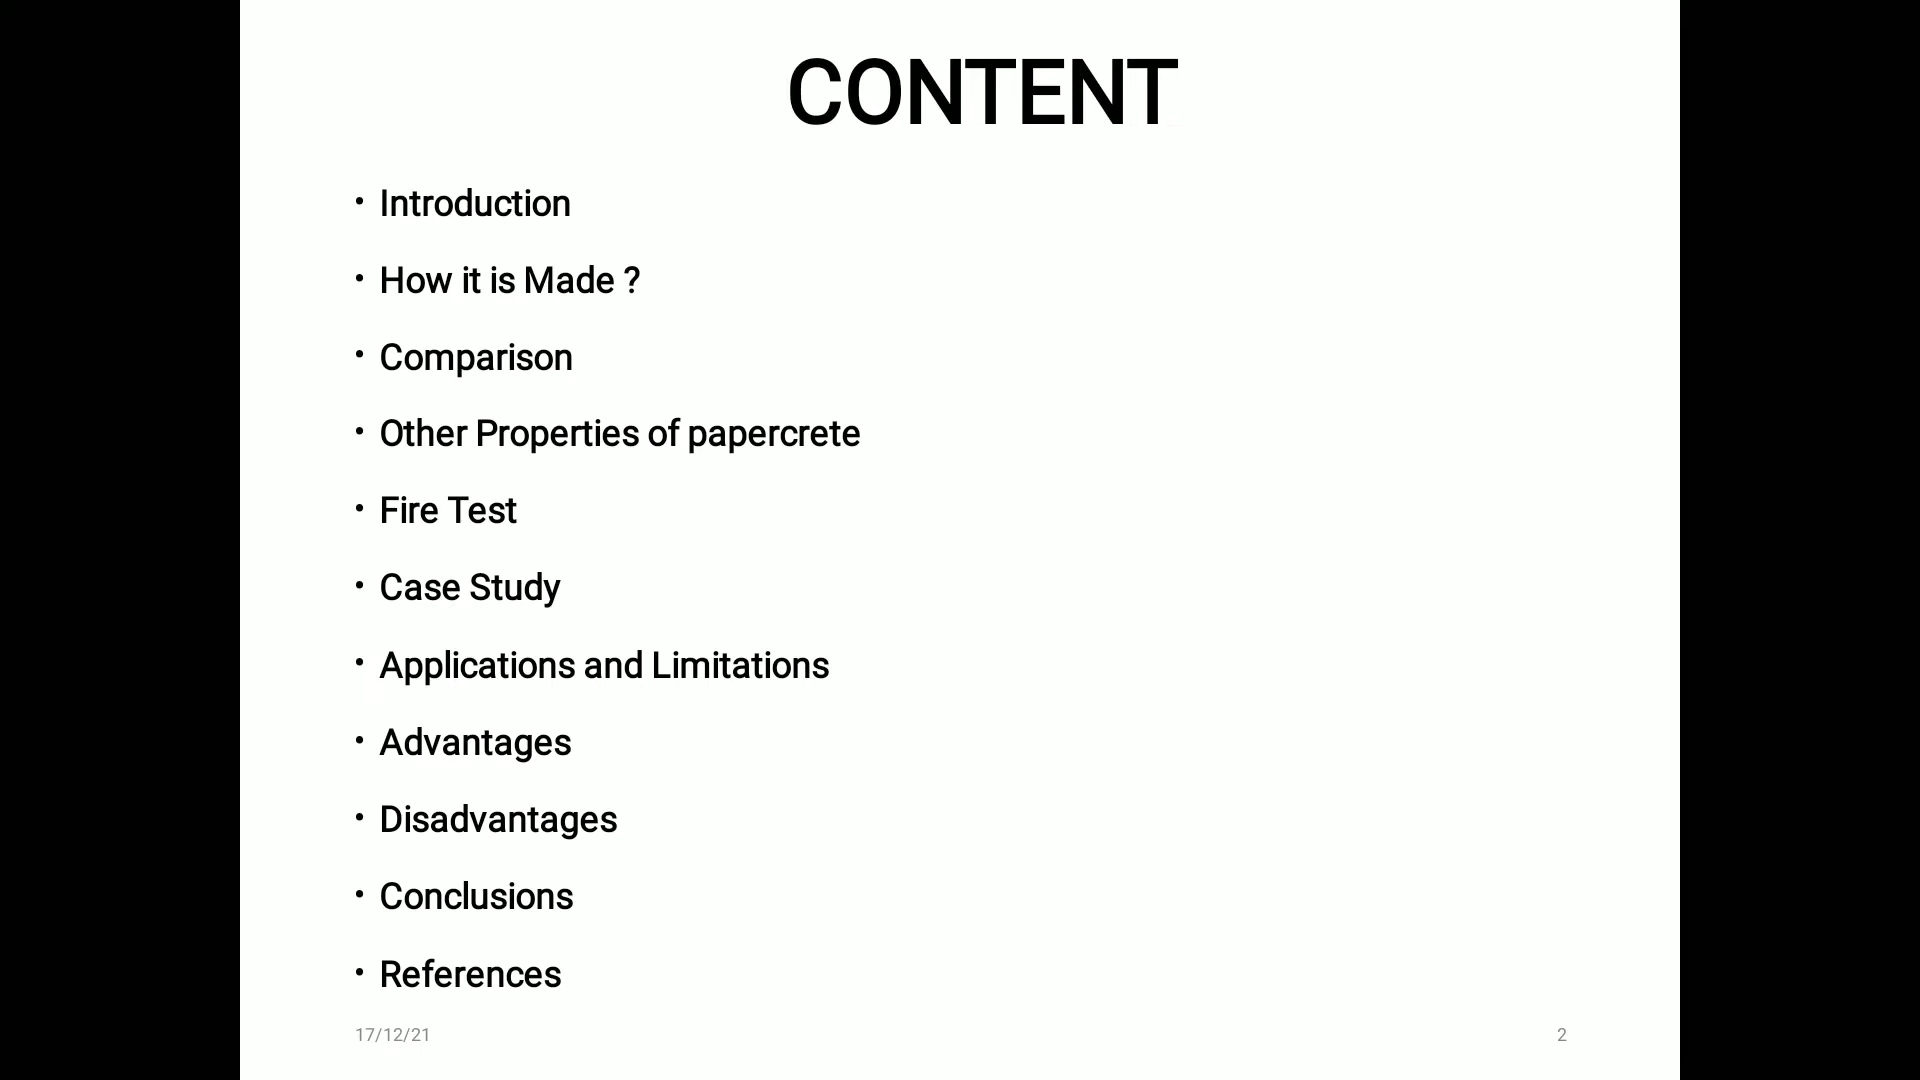 CONTENT
• Introduction
• How it is Made ?
• Comparison
• Other Properties of papercrete
• Fire Test
• Case Study
• Applications and Limitations
• Advantages
• Disadvantages
• Conclusions
• References
17/12/21
2